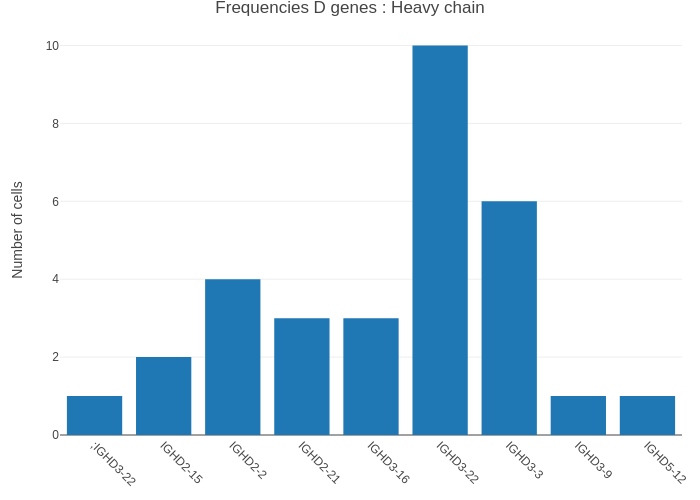 Frequencies D genes : Heavy chain
Number of cells
10
8
6
4
2
0
;IGHD3-22
IGHD2-15
IGHD2-2
IGHD2-21
IGHD3-16
IGHD3-22
IGHD3-3
IGHD3-9
IGHD5-12